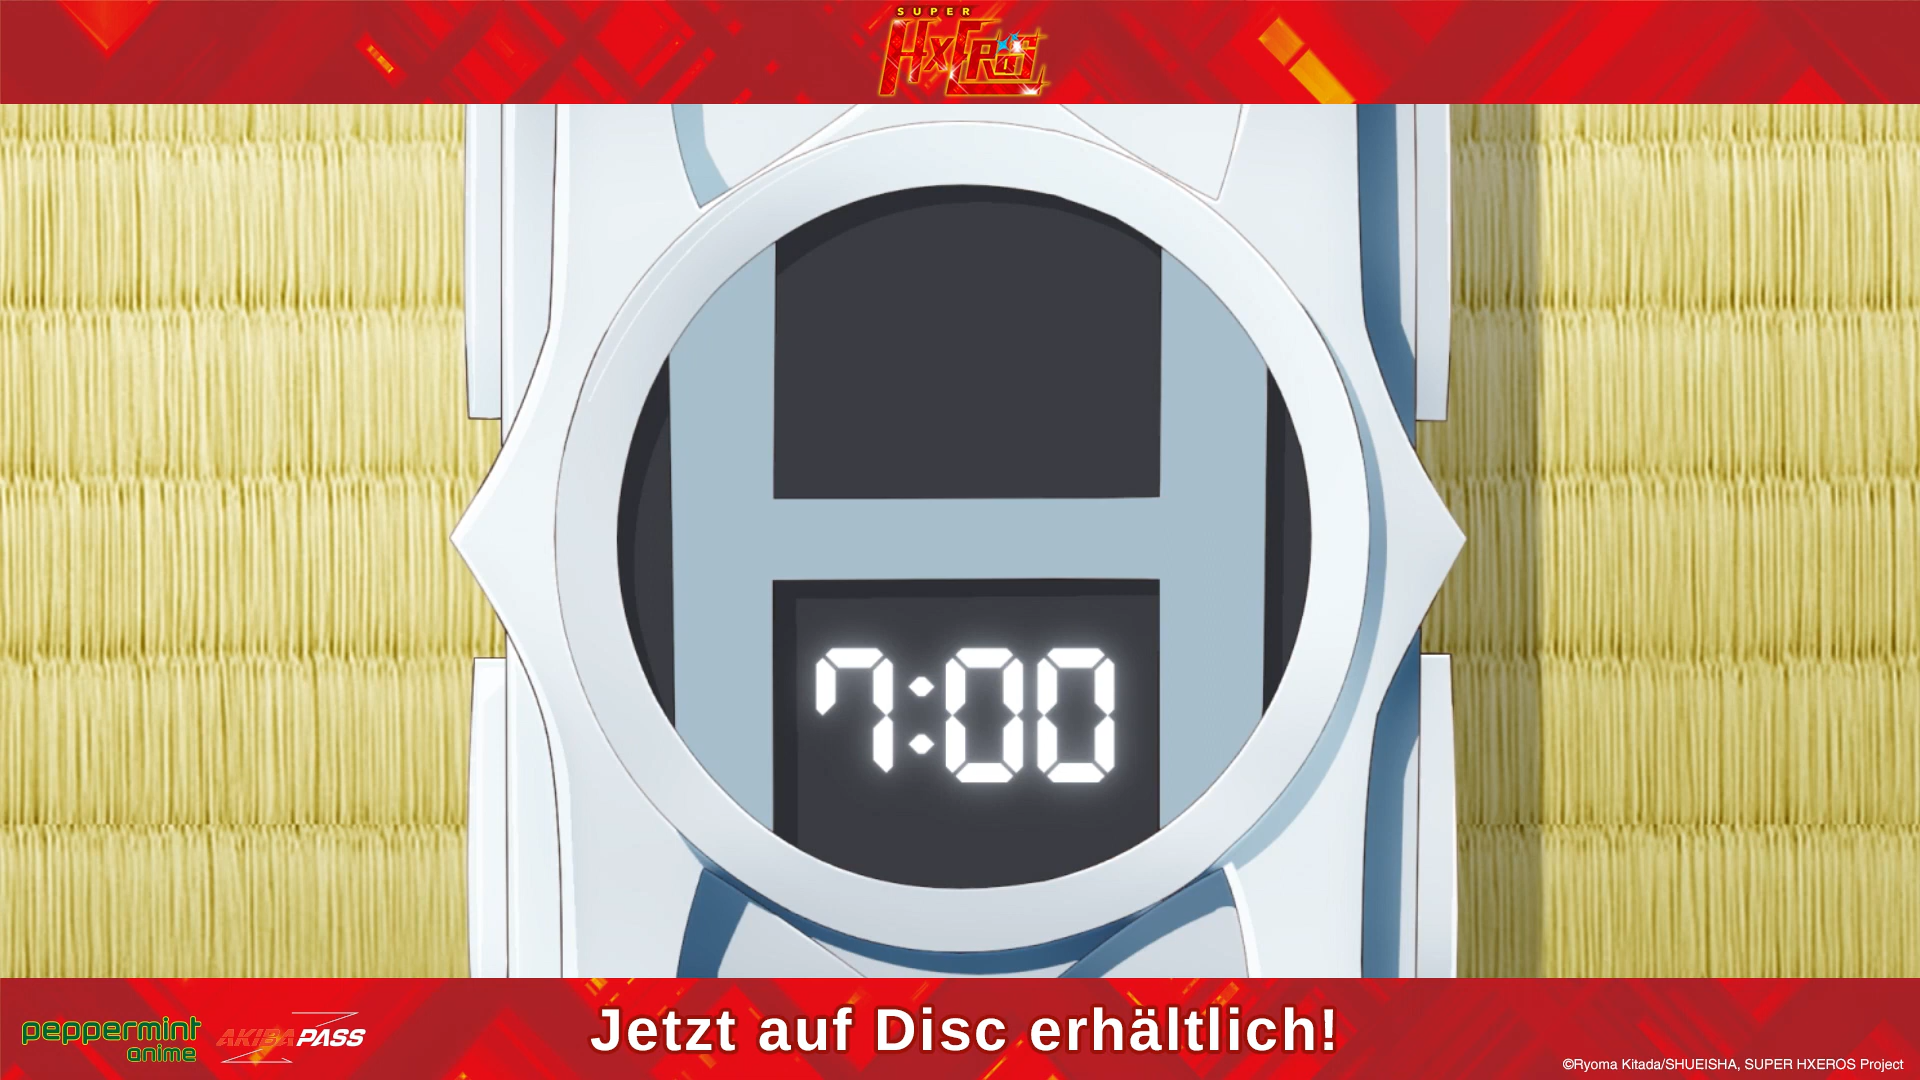 SUPER
HXEROS
7:00
Jetzt auf Disc erhältlich!
peppermint
anime
AKIBA PASS
©Ryoma Kitada/SHUEISHA, SUPER HXEROS Project